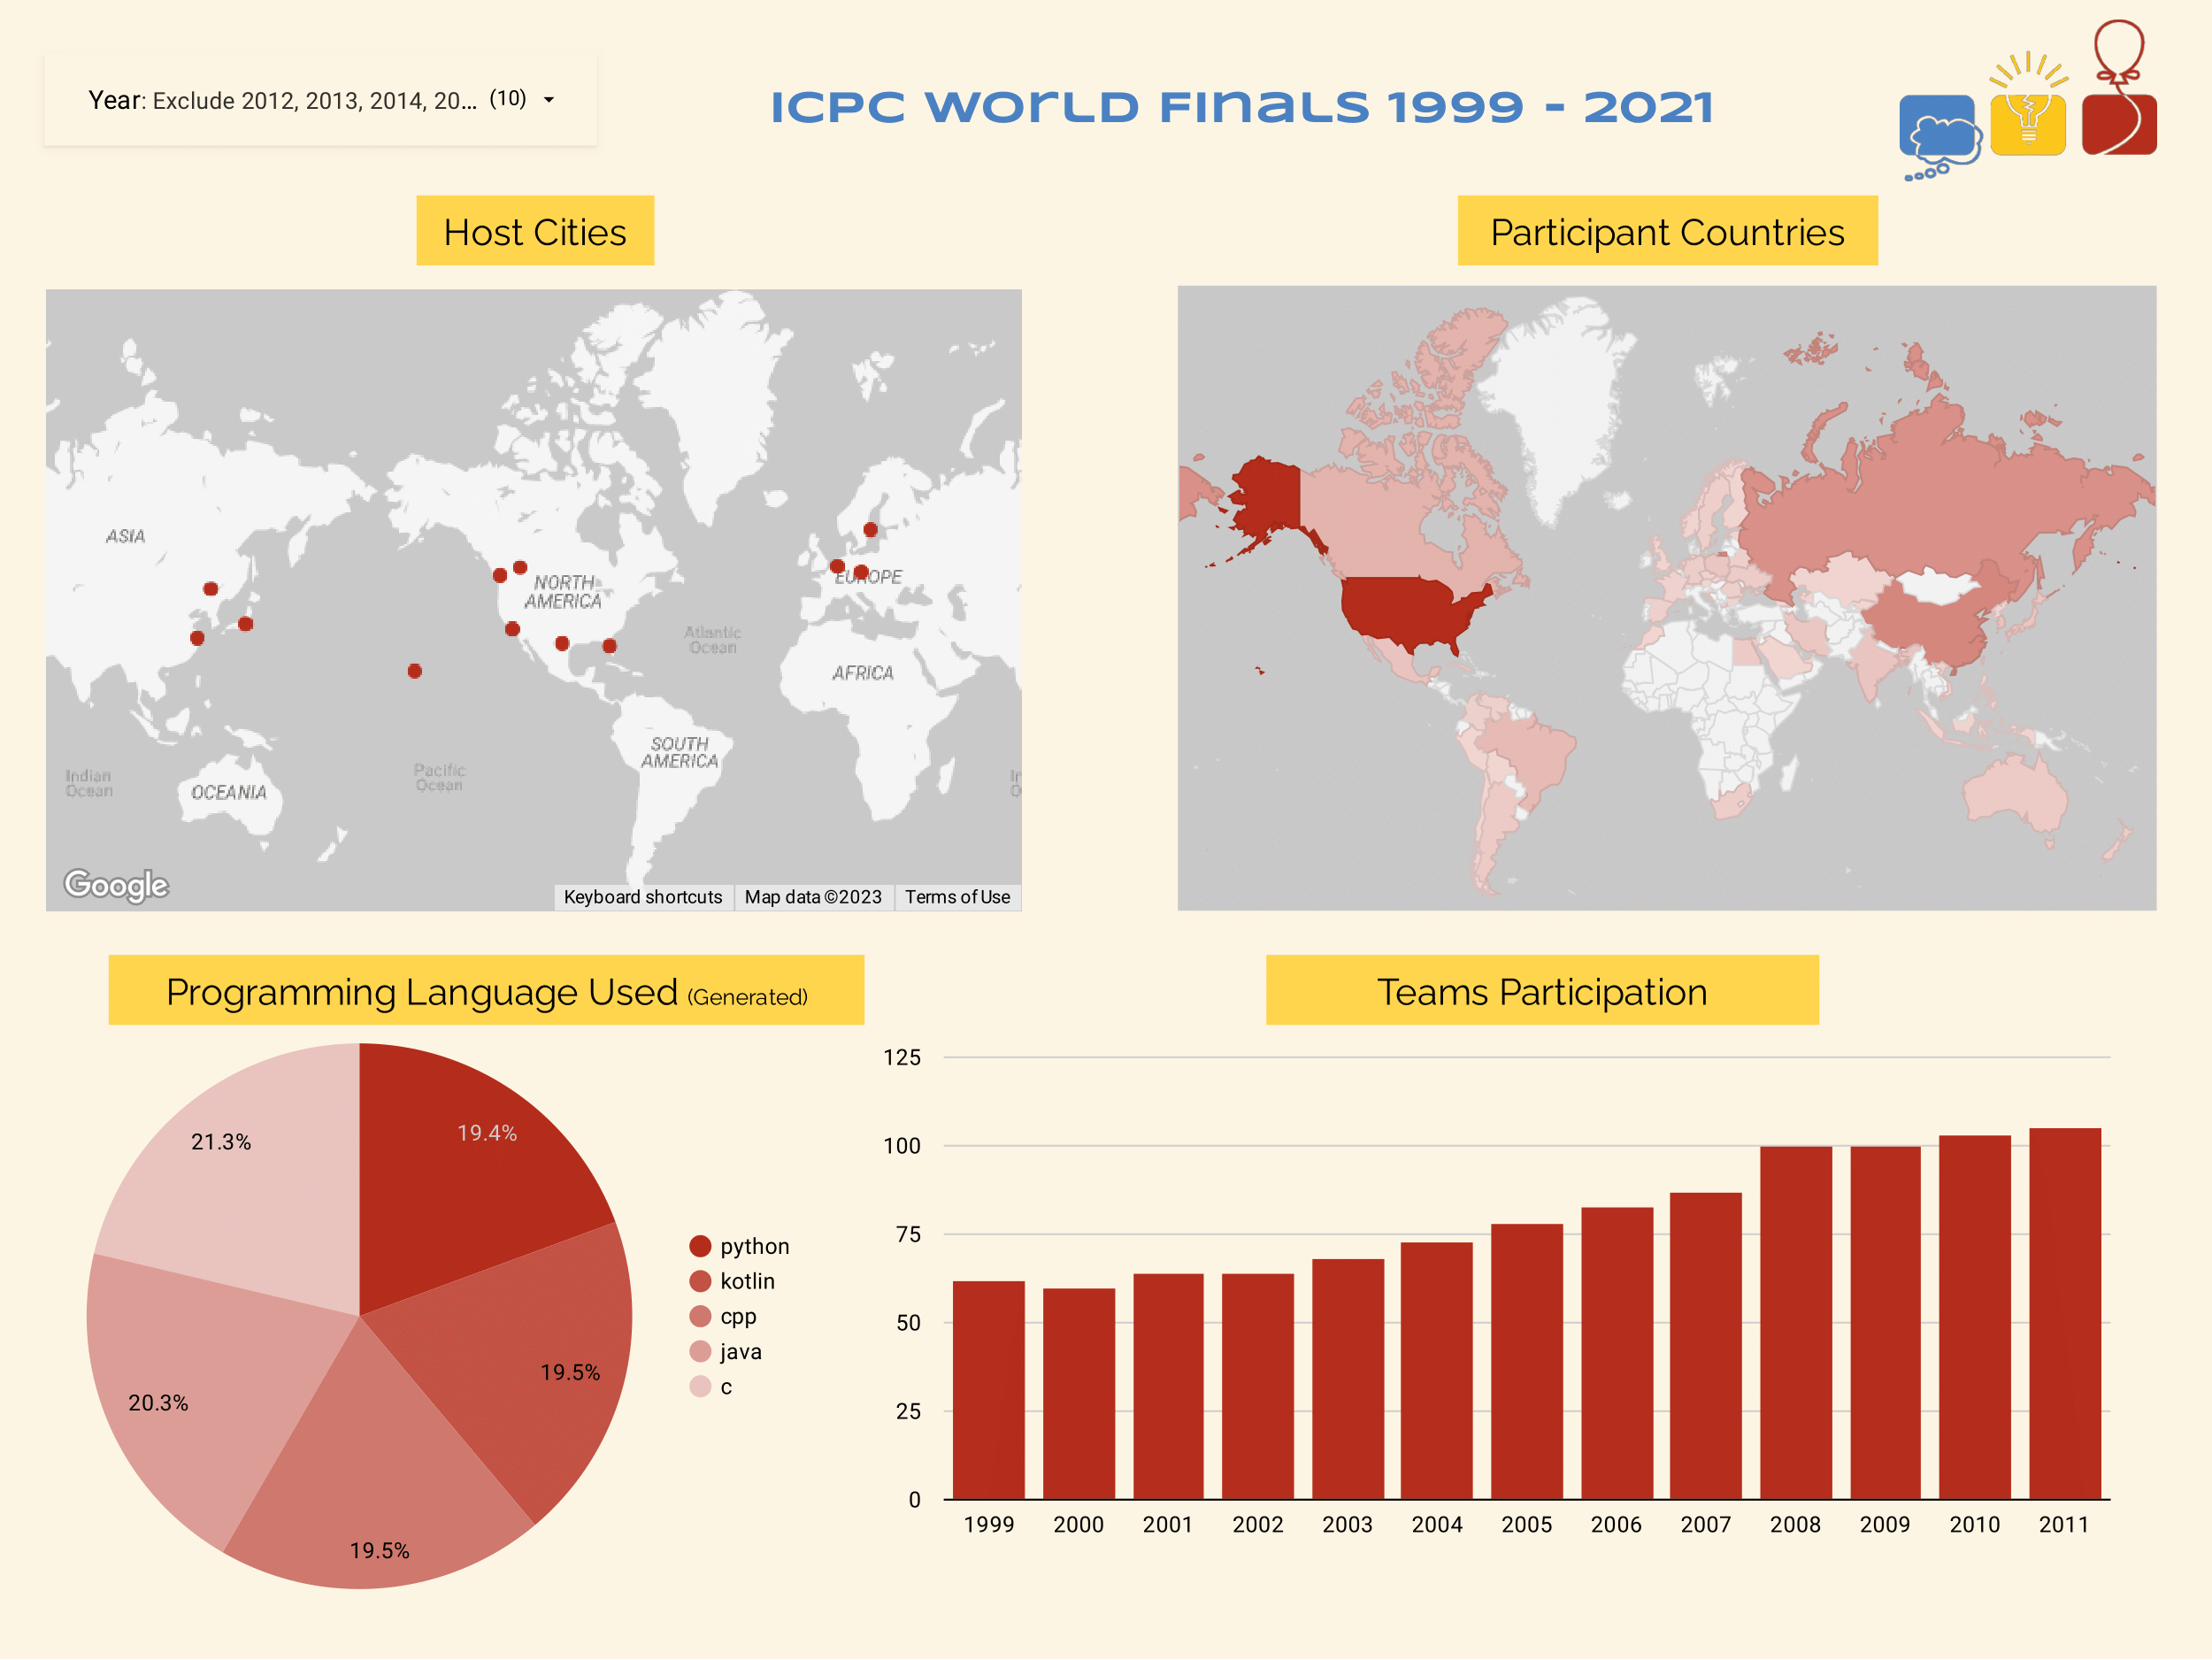 Year: Exclude 2012, 2013, 2014, 20... (10)
ICPC World Finals 1999 - 2021
Host Cities
Participant Countries
ASIA
NORTH
AMERICA
EUROPE
Atlantic
Ocean
AFRICA
SOUTH
AMERICA
Indian
Ocean
OCEANIA
Pacific
Ocean
In
O
Google
Keyboard shortcuts
Map data ©2023
Terms of Use
Programming Language Used (Generated)
Teams Participation
21.3%
19.4%
20.3%
19.5%
19.5%
python
kotlin
cpp
java
c
125
100
75
50
25
0
1999 2000 2001 2002 2003 2004 2005 2006 2007 2008 2009 2010 2011